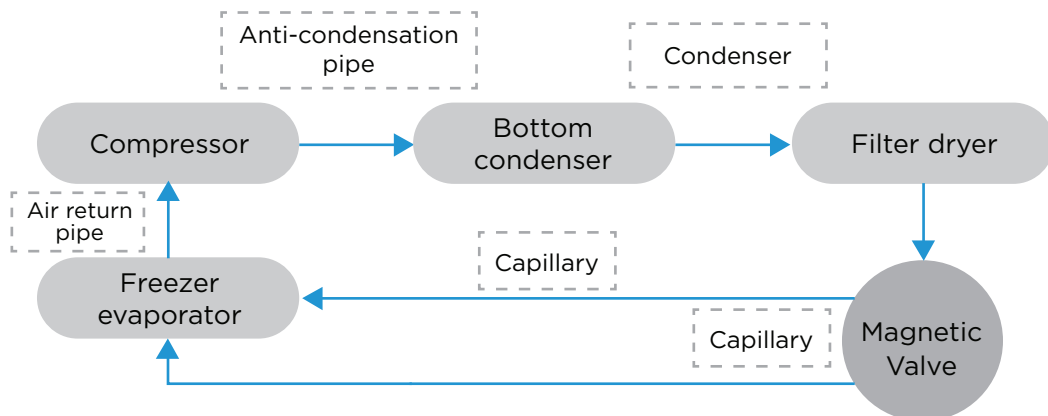 Anti-condensation
pipe
Condenser
Compressor
Bottom
condenser
Filter dryer
Air return
pipe
Capillary
Freezer
evaporator
Capillary
Magnetic
Valve